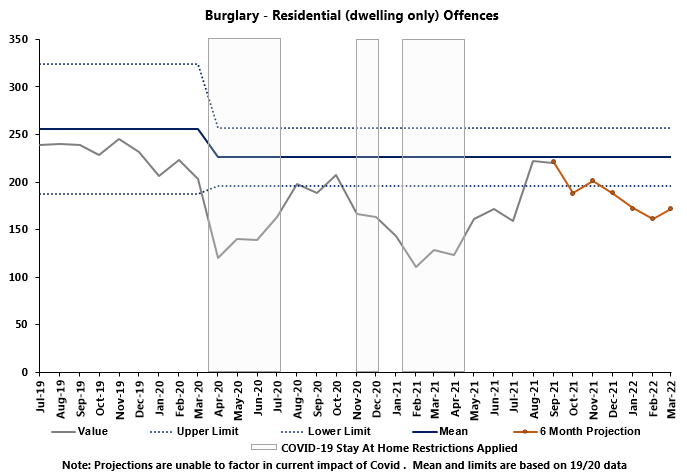 Burglary - Residential (dwelling only) Offences
350
300
250
200
150
100
50
0
Jul-19
Aug-19
Sep-19
Oct-19
Nov-19
Dec-19
Jan-20
Feb-20
Mar-20
Apr-20
May-20
Jun-20
Jul-20
Aug-20
Sep-20
Oct-20
Nov-20
Dec-20
Jan-21
Feb-21
Mar-21
Apr-21
May-21
Jun-21
Jul-21
Aug-21
Sep-21
Oct-21
Nov-21
Dec-21
Jan-22
Feb-22
Mar-22
Value Upper Limit Lower Limit Mean 6 Month Projection
COVID-19 Stay At Home Restrictions Applied
Note: Projections are unable to factor in current impact of Covid . Mean and limits are based on 19/20 data